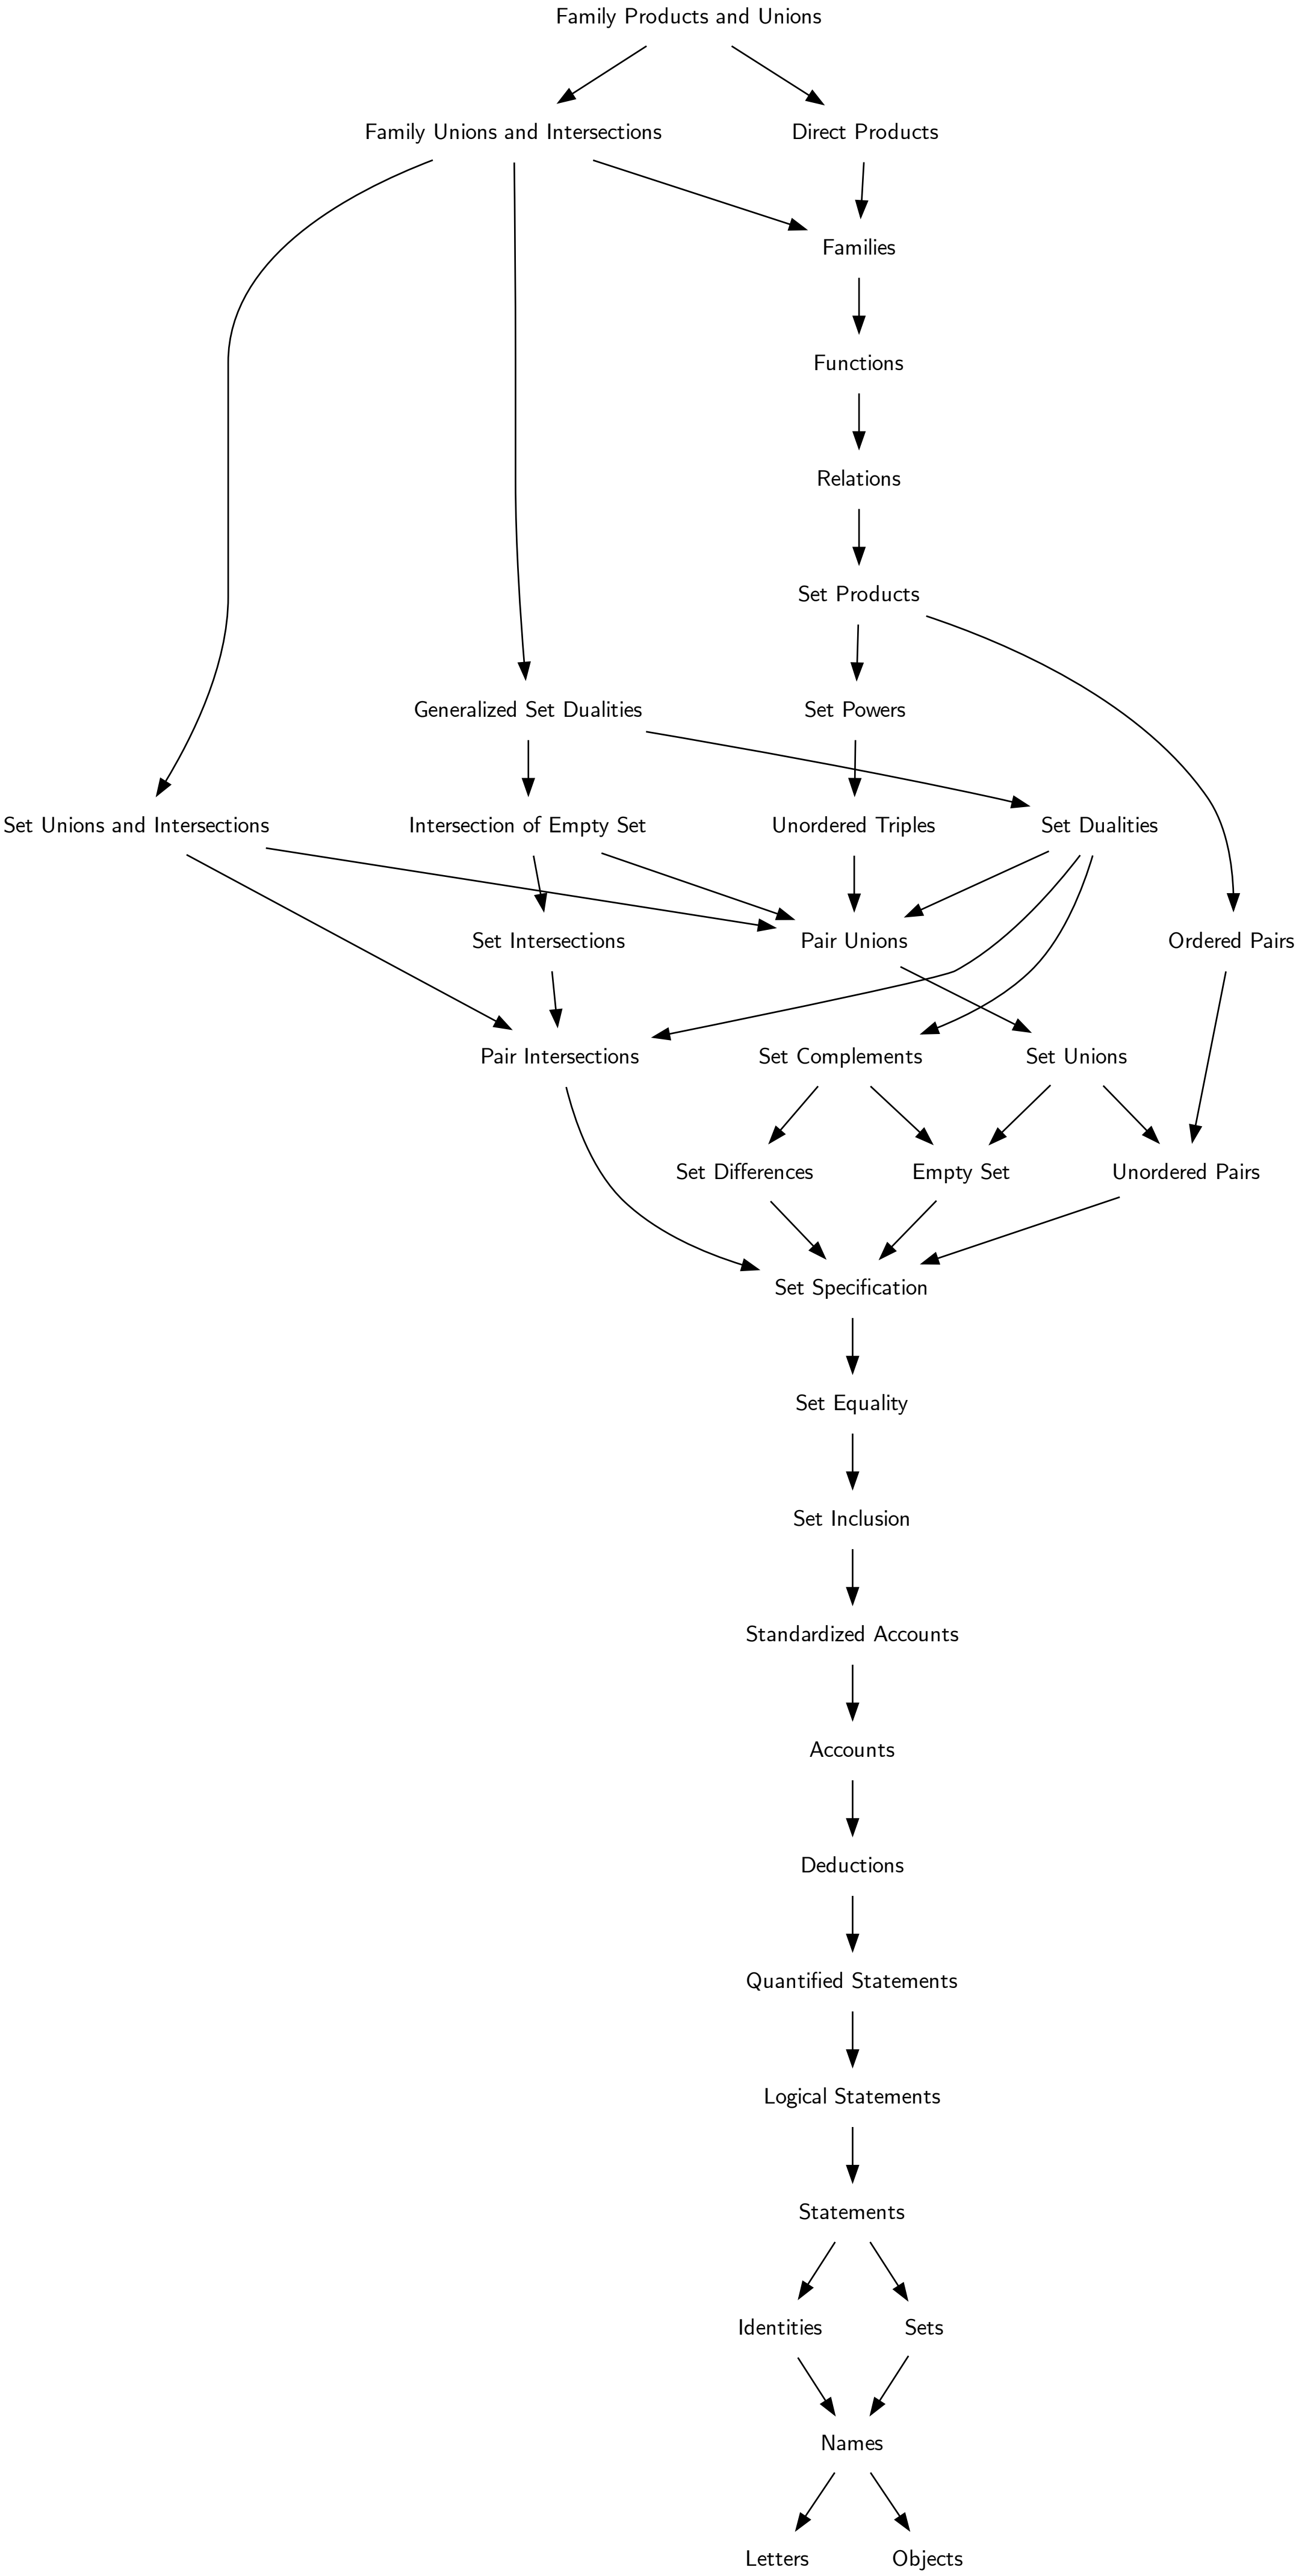 Family Products and Unions
Family Unions and Intersections
Direct Products
Families
Functions
Relations
Set Products
Generalized Set Dualities
Set Powers
Set Unions and Intersections
Intersection of Empty Set
Unordered Triples
Set Dualities
Set Intersections
Pair Unions
Ordered Pairs
Pair Intersections
Set Complements
Set Unions
Set Differences
Empty Set
Unordered Pairs
Set Specification
Set Equality
Set Inclusion
Standardized Accounts
Accounts
Deductions
Quantified Statements
Logical Statements
Statements
Identities
Sets
Names
Letters
Objects